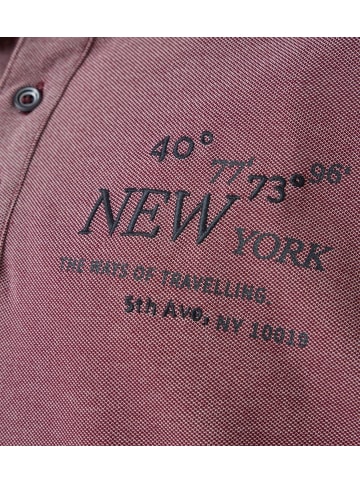 40° 77' 73° 96'
NEW YORK
THE WAYS OF TRAVELLING.
5th Ave, NY 10019